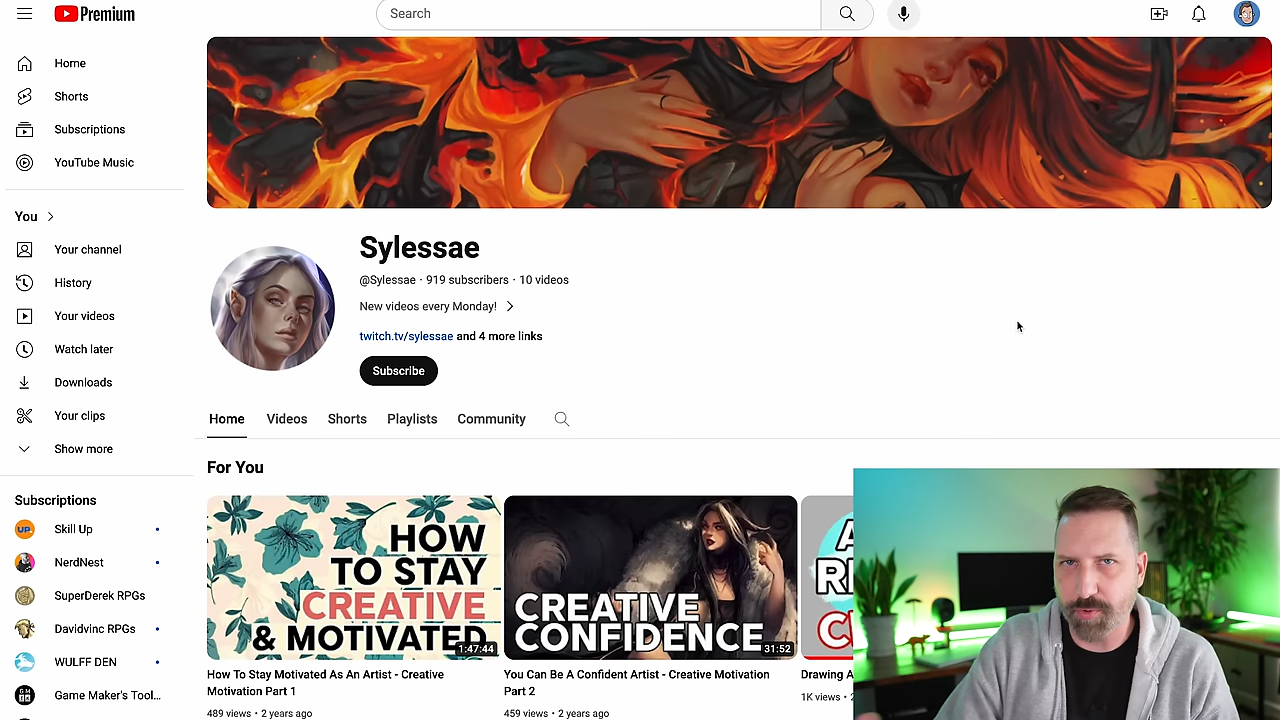 Premium
Search
Home
Shorts
Subscriptions
YouTube Music
You
Your channel
History
Your videos
Watch later
Downloads
Your clips
Show more
Subscriptions
UP
Skill Up
NerdNest
SuperDerek RPGs
Davidvinc RPGs
WULFF DEN
GM
Game Maker's Tool...
Sylessae
@Sylessae · 919 subscribers · 10 videos
New videos every Monday!
twitch.tv/sylessae and 4 more links
Subscribe
Home
Videos
Shorts
Playlists
Community
For You
HOW
TO STAY
CREATIVE
& MOTIVATED
1:47:44
How To Stay Motivated As An Artist - Creative
Motivation Part 1
489 views · 2 years ago
CREATIVE
CONFIDENCE
31:52
You Can Be A Confident Artist - Creative Motivation
Part 2
459 views · 2 years ago
Drawing A
1K views · 2